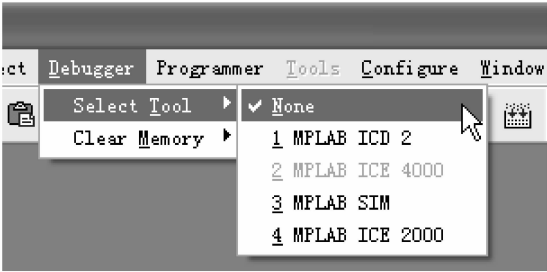 ct Debugger Programmer Tools Configure Window
Select Tool
Clear Memory
None
1 MPLAB ICD 2
2 MPLAB ICE 4000
3 MPLAB SIM
4 MPLAB ICE 2000